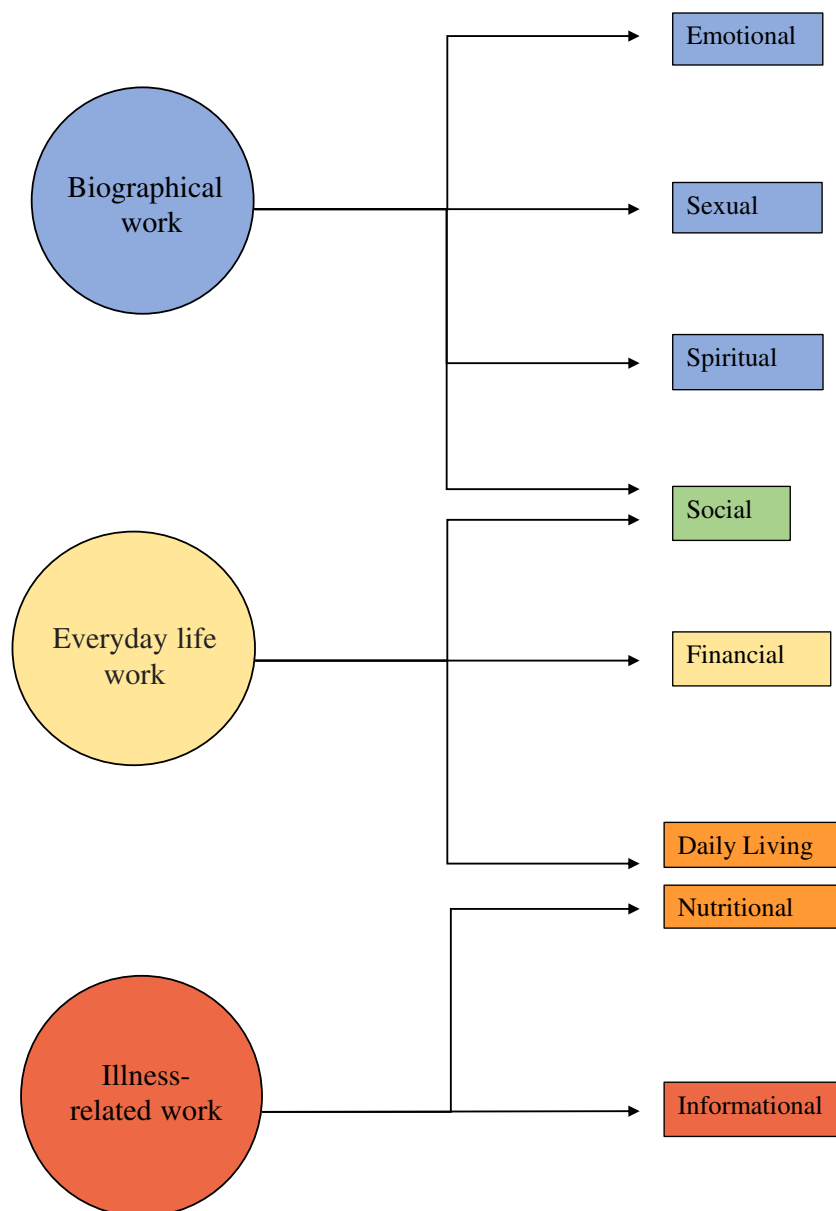 Emotional
Biographical
work
Sexual
Spiritual
Social
Everyday life
work
Financial
Daily Living
Nutritional
Illness-
related work
Informational